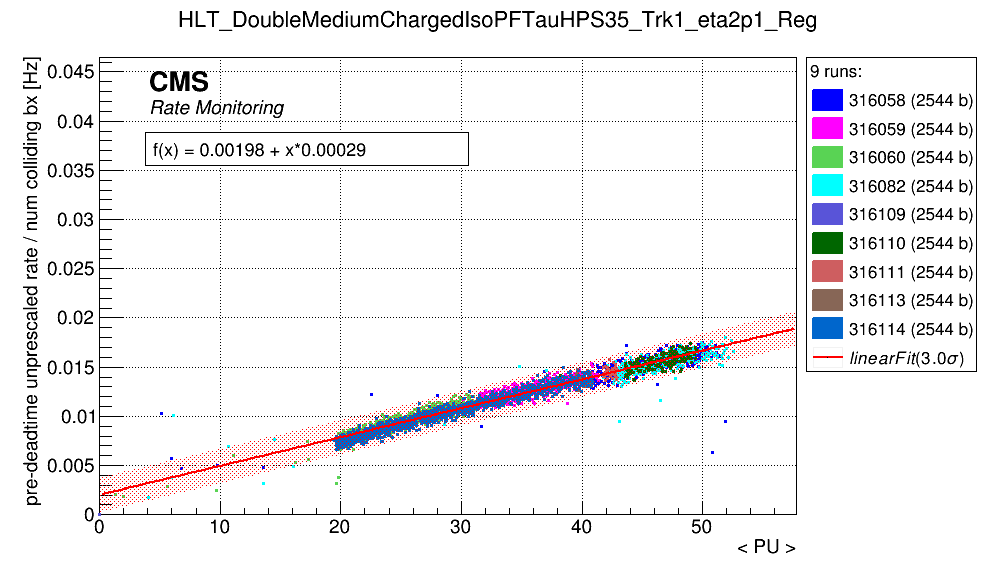 HLT_DoubleMediumChargedIsoPFTauHPS35_Trk1_eta2p1_Reg
pre-deadtime unprescaled rate / num colliding bx [Hz]
0.045
0.04
0.035
0.03
0.025
0.02
0.015
0.01
0.005
0
CMS
Rate Monitoring
f(x) = 0.00198 + x*0.00029
0
10
20
30
40
50
< PU >
9 runs:
316058 (2544 b)
316059 (2544 b)
316060 (2544 b)
316082 (2544 b)
316109 (2544 b)
316110 (2544 b)
316111 (2544 b)
316113 (2544 b)
316114 (2544 b)
linearFit(3.0σ)